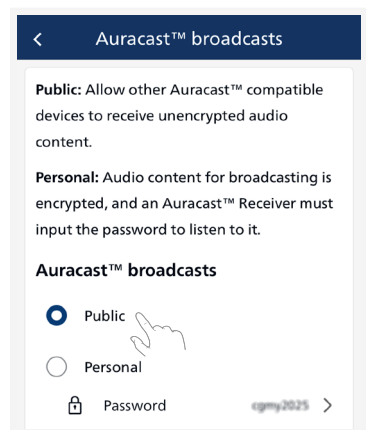 Auracast™ broadcasts
Public: Allow other Auracast™ compatible
devices to receive unencrypted audio
content.
Personal: Audio content for broadcasting is
encrypted, and an Auracast™ Receiver must
input the password to listen to it.
Auracast™ broadcasts
Public
Personal
Password